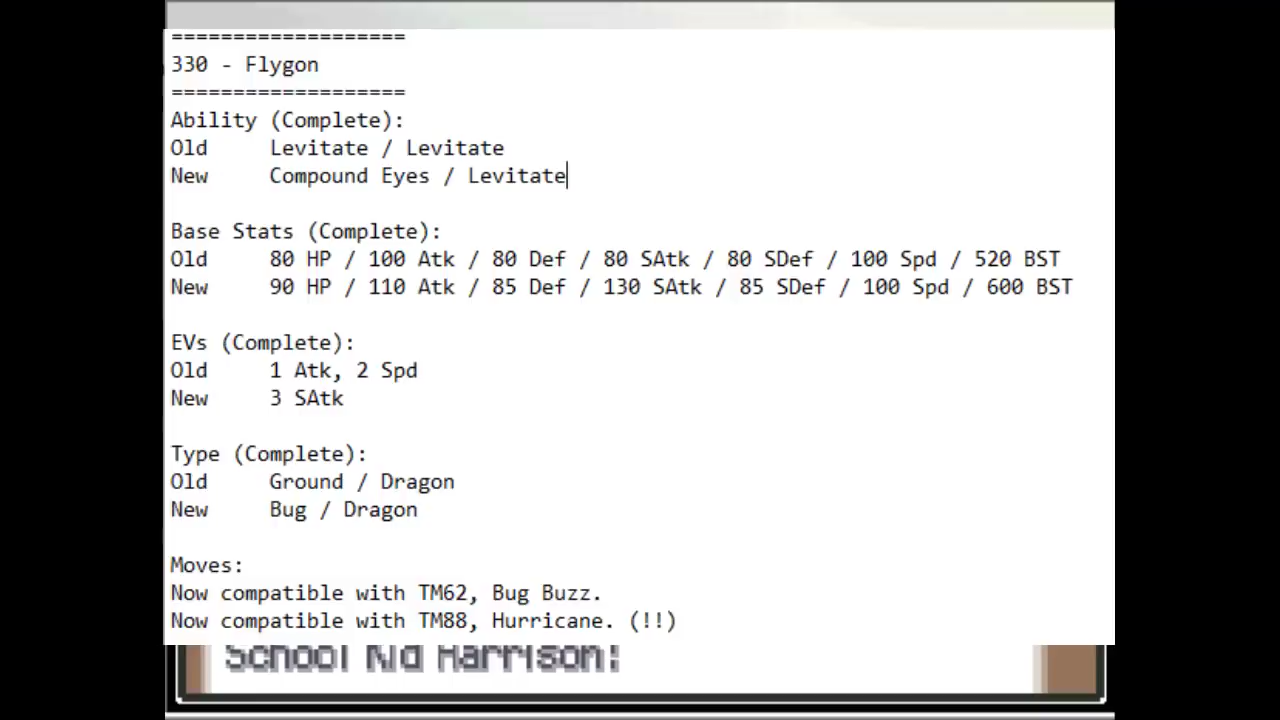 ===================
330 - Flygon
===================
Ability (Complete):
Old     Levitate / Levitate
New     Compound Eyes / Levitate
Base Stats (Complete):
Old     80 HP / 100 Atk / 80 Def / 80 SAtk / 80 SDef / 100 Spd / 520 BST
New     90 HP / 110 Atk / 85 Def / 130 SAtk / 85 SDef / 100 Spd / 600 BST
EVs (Complete):
Old     1 Atk, 2 Spd
New     3 SAtk
Type (Complete):
Old     Ground / Dragon
New     Bug / Dragon
Moves:
Now compatible with TM62, Bug Buzz.
Now compatible with TM88, Hurricane. (!!)
School Kid Harrison!